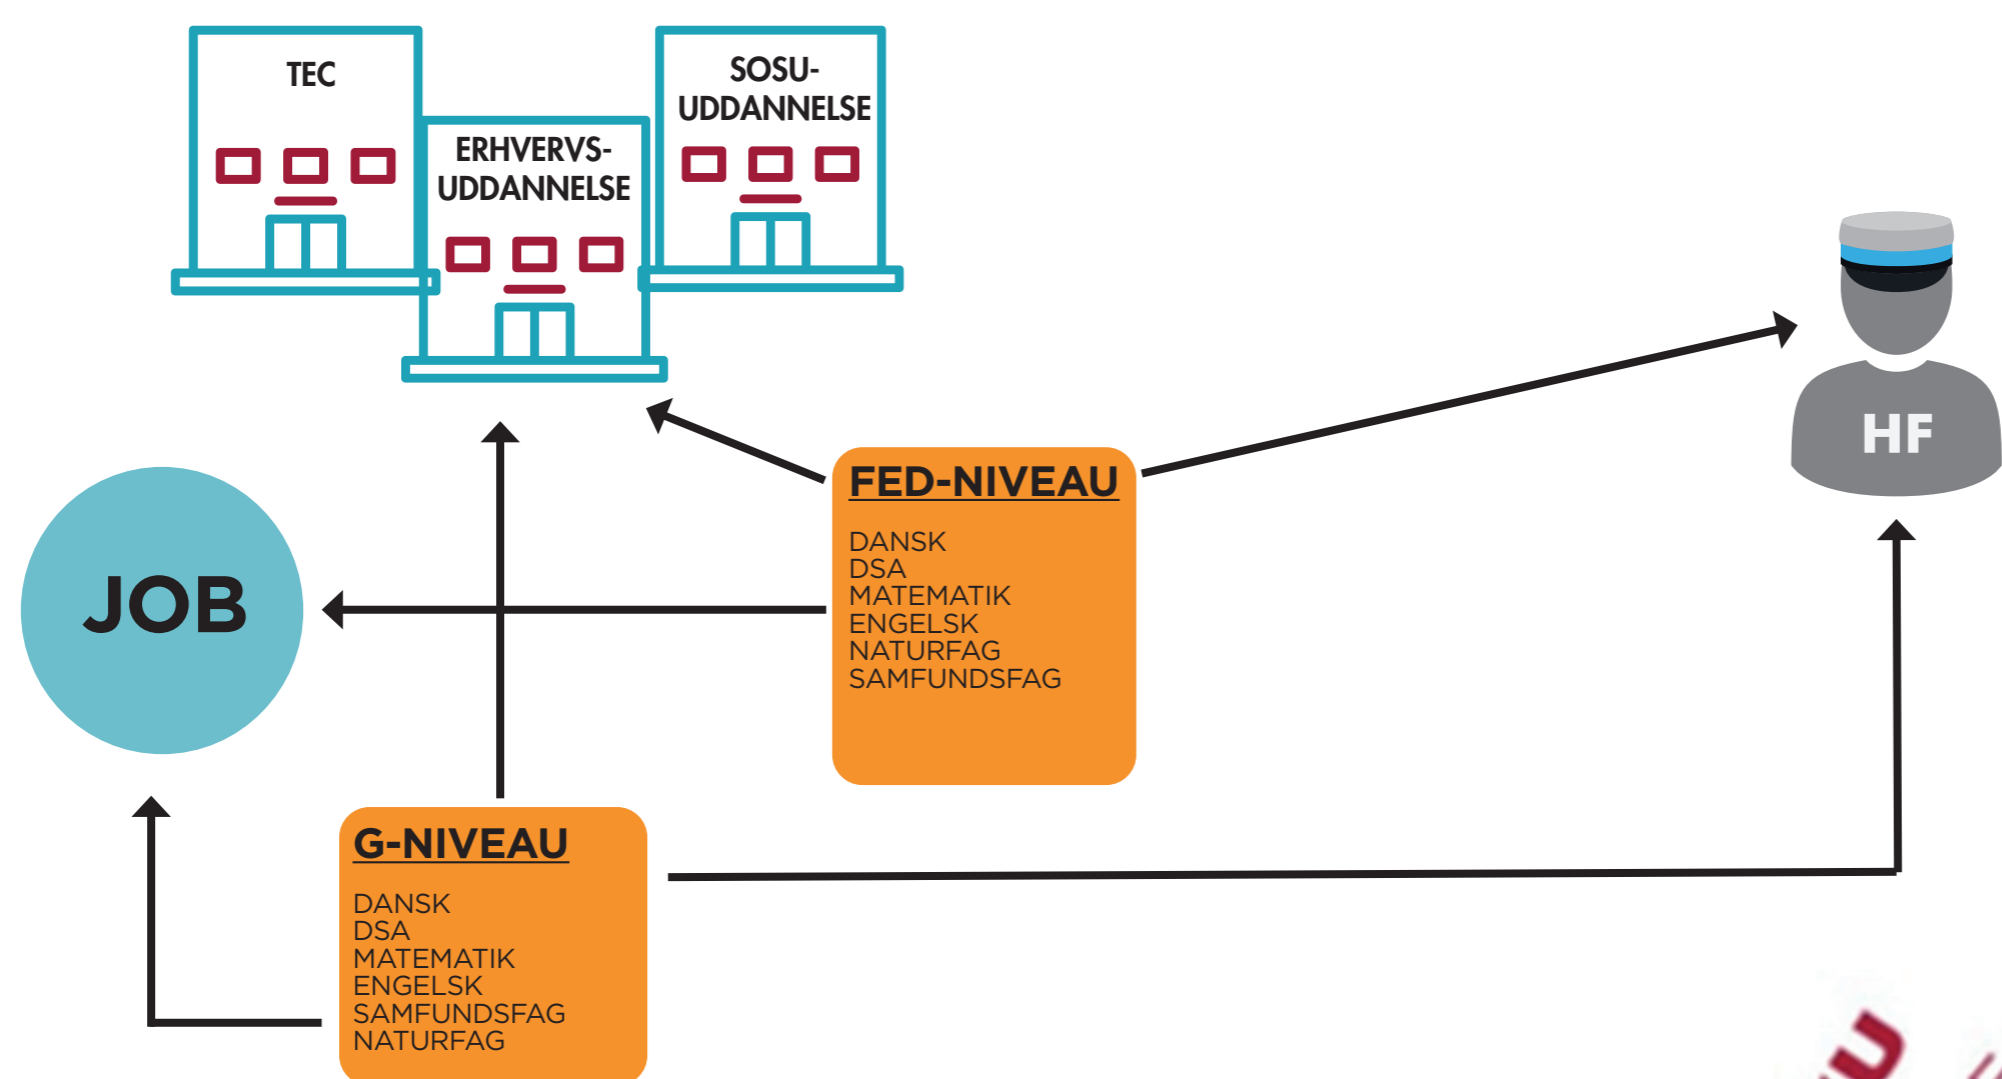 TEC
SOSU-
UDDANNELSE
ERHVERVS-
UDDANNELSE
HF
JOB
FED-NIVEAU
DANSK
DSA
MATEMATIK
ENGELSK
NATURFAG
SAMFUNDSFAG
G-NIVEAU
DANSK
DSA
MATEMATIK
ENGELSK
SAMFUNDSFAG
NATURFAG